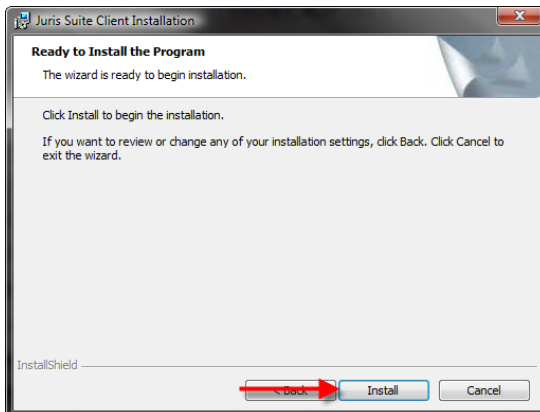 Juris Suite Client Installation
Ready to Install the Program
The wizard is ready to begin installation.
Click Install to begin the installation.
If you want to review or change any of your installation settings, click Back. Click Cancel to
exit the wizard.
InstallShield
< Back Install Cancel